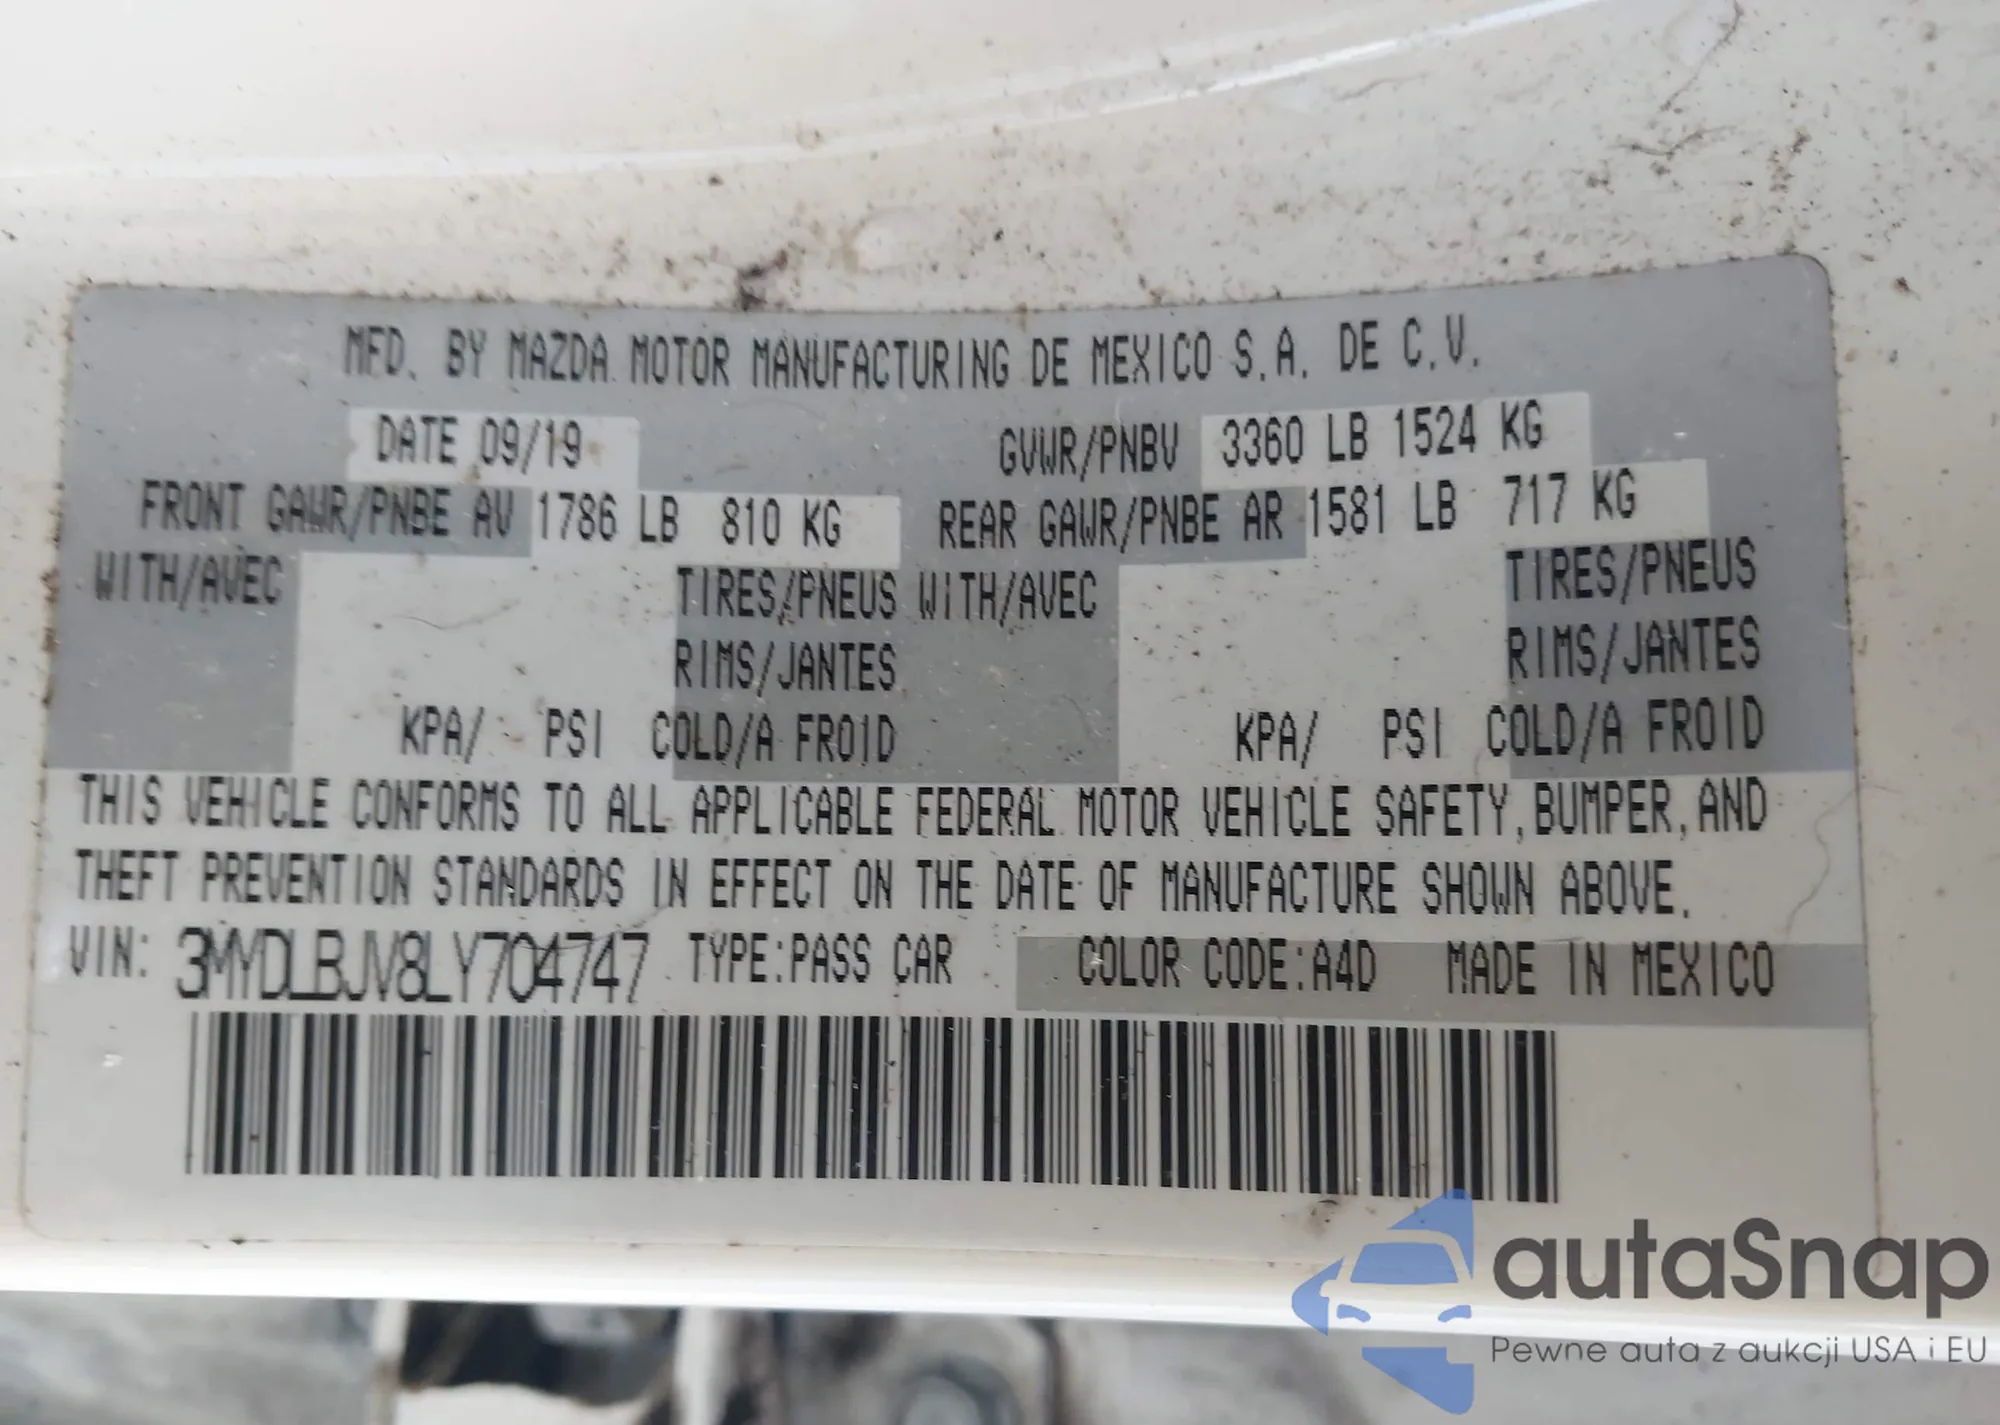 MFD. BY MAZDA MOTOR MANUFACTURING DE MEXICO S.A. DE C.V.
DATE 09/19 GVWR/PNBV 3360 LB 1524 KG
FRONT GAWR/PNBE AV 1786 LB 810 KG REAR GAWR/PNBE AR 1581 LB 717 KG
WITH/AVEC TIRES/PNEUS WITH/AVEC TIRES/PNEUS
RIMS/JANTES RIMS/JANTES
KPA/ PSI COLD/A FROID KPA/ PSI COLD/A FROID
THIS VEHICLE CONFORMS TO ALL APPLICABLE FEDERAL MOTOR VEHICLE SAFETY, BUMPER, AND
THEFT PREVENTION STANDARDS IN EFFECT ON THE DATE OF MANUFACTURE SHOWN ABOVE.
VIN: 3MYDLBJV8LY704747 TYPE:PASS CAR COLOR CODE:A4D MADE IN MEXICO
autaSnap
Pewne auta z aukcji USA i EU